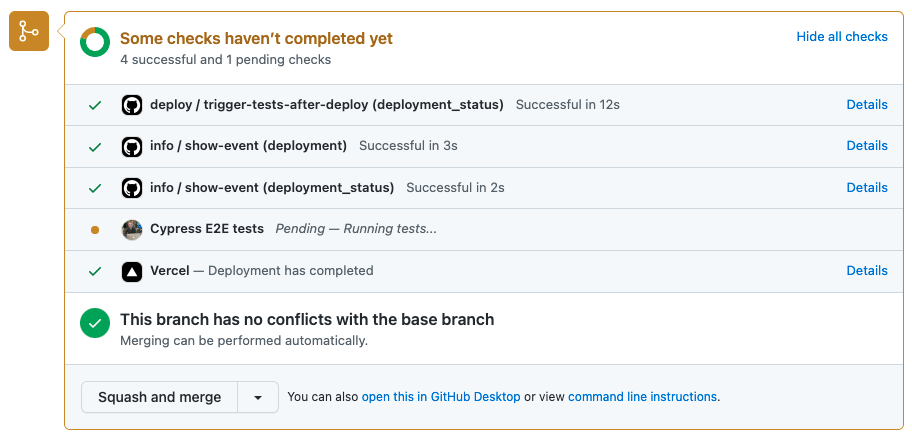 Some checks haven’t completed yet
Hide all checks
4 successful and 1 pending checks
deploy / trigger-tests-after-deploy (deployment_status) Successful in 12s Details
info / show-event (deployment) Successful in 3s Details
info / show-event (deployment_status) Successful in 2s Details
Cypress E2E tests Pending — Running tests...
Vercel — Deployment has completed Details
This branch has no conflicts with the base branch
Merging can be performed automatically.
Squash and merge You can also open this in GitHub Desktop or view command line instructions.